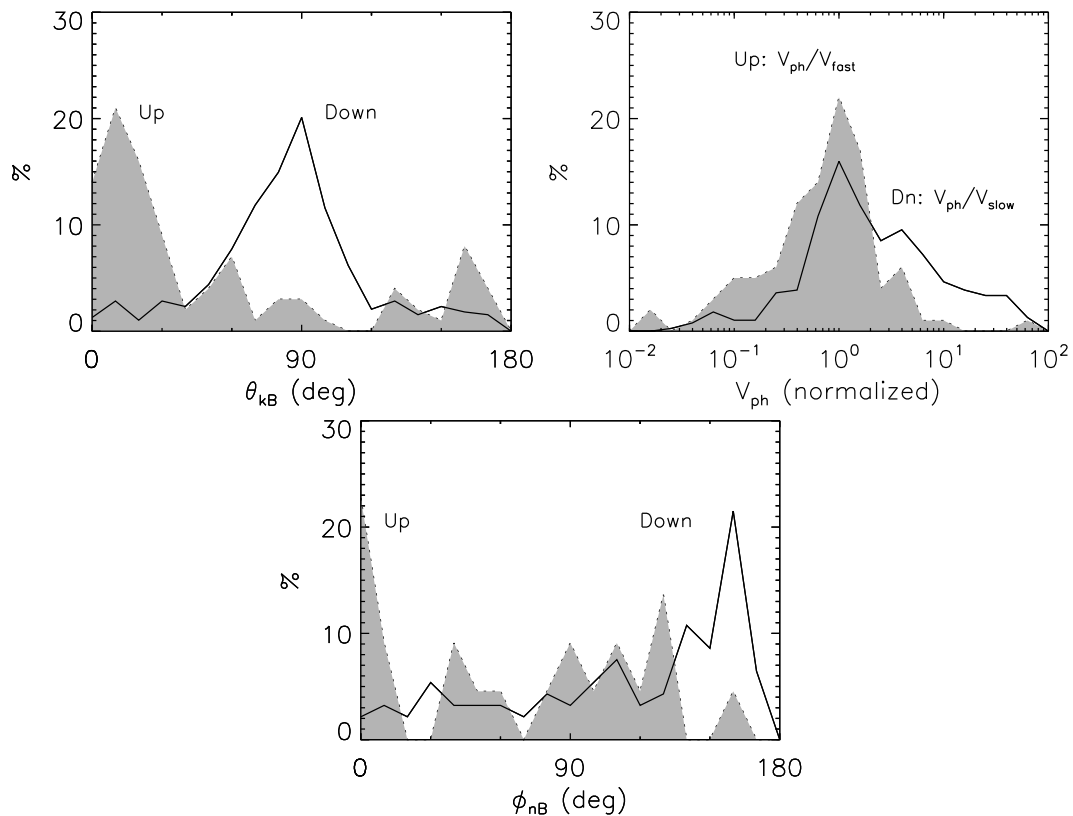 30
20
10
0
%
Up
Down
0
90
180
θkB (deg)
30
20
10
0
%
Up: Vph/Vfast
Dn: Vph/Vslow
10-2
10-1
100
101
102
Vph (normalized)
30
20
10
0
%
Up
Down
0
90
180
ϕnB (deg)